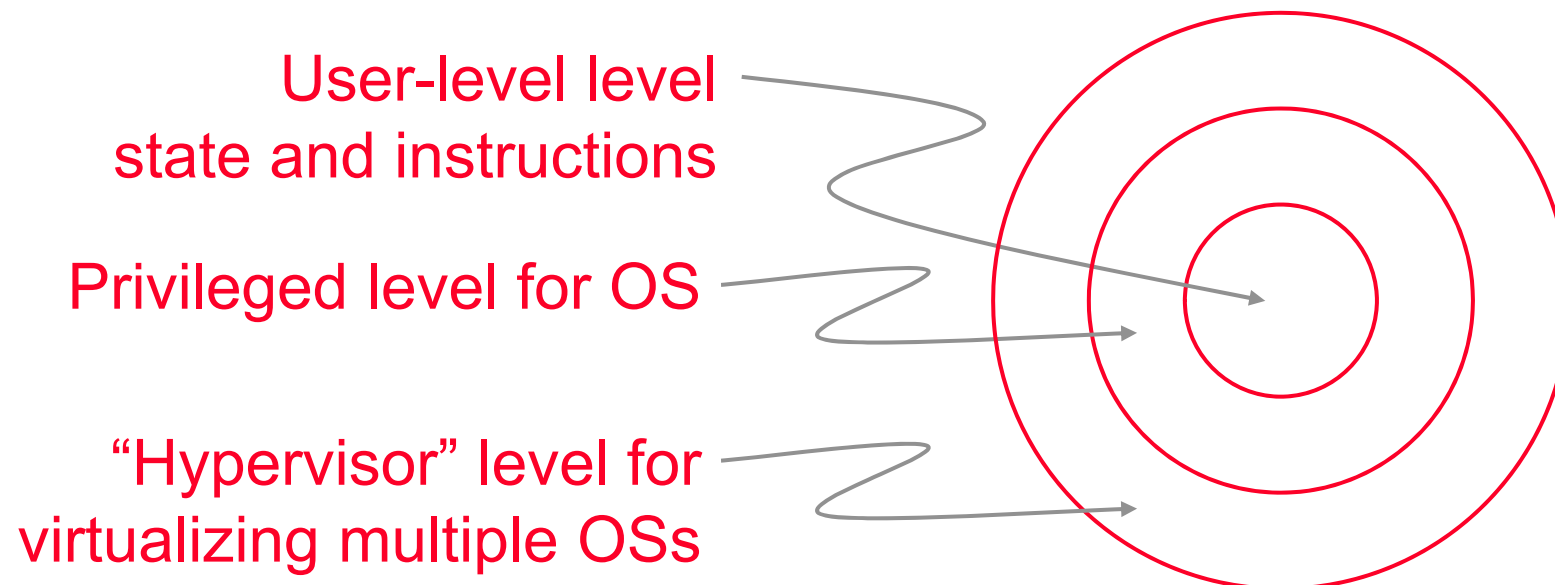 User-level level
state and instructions
Privileged level for OS
“Hypervisor” level for
virtualizing multiple OSs